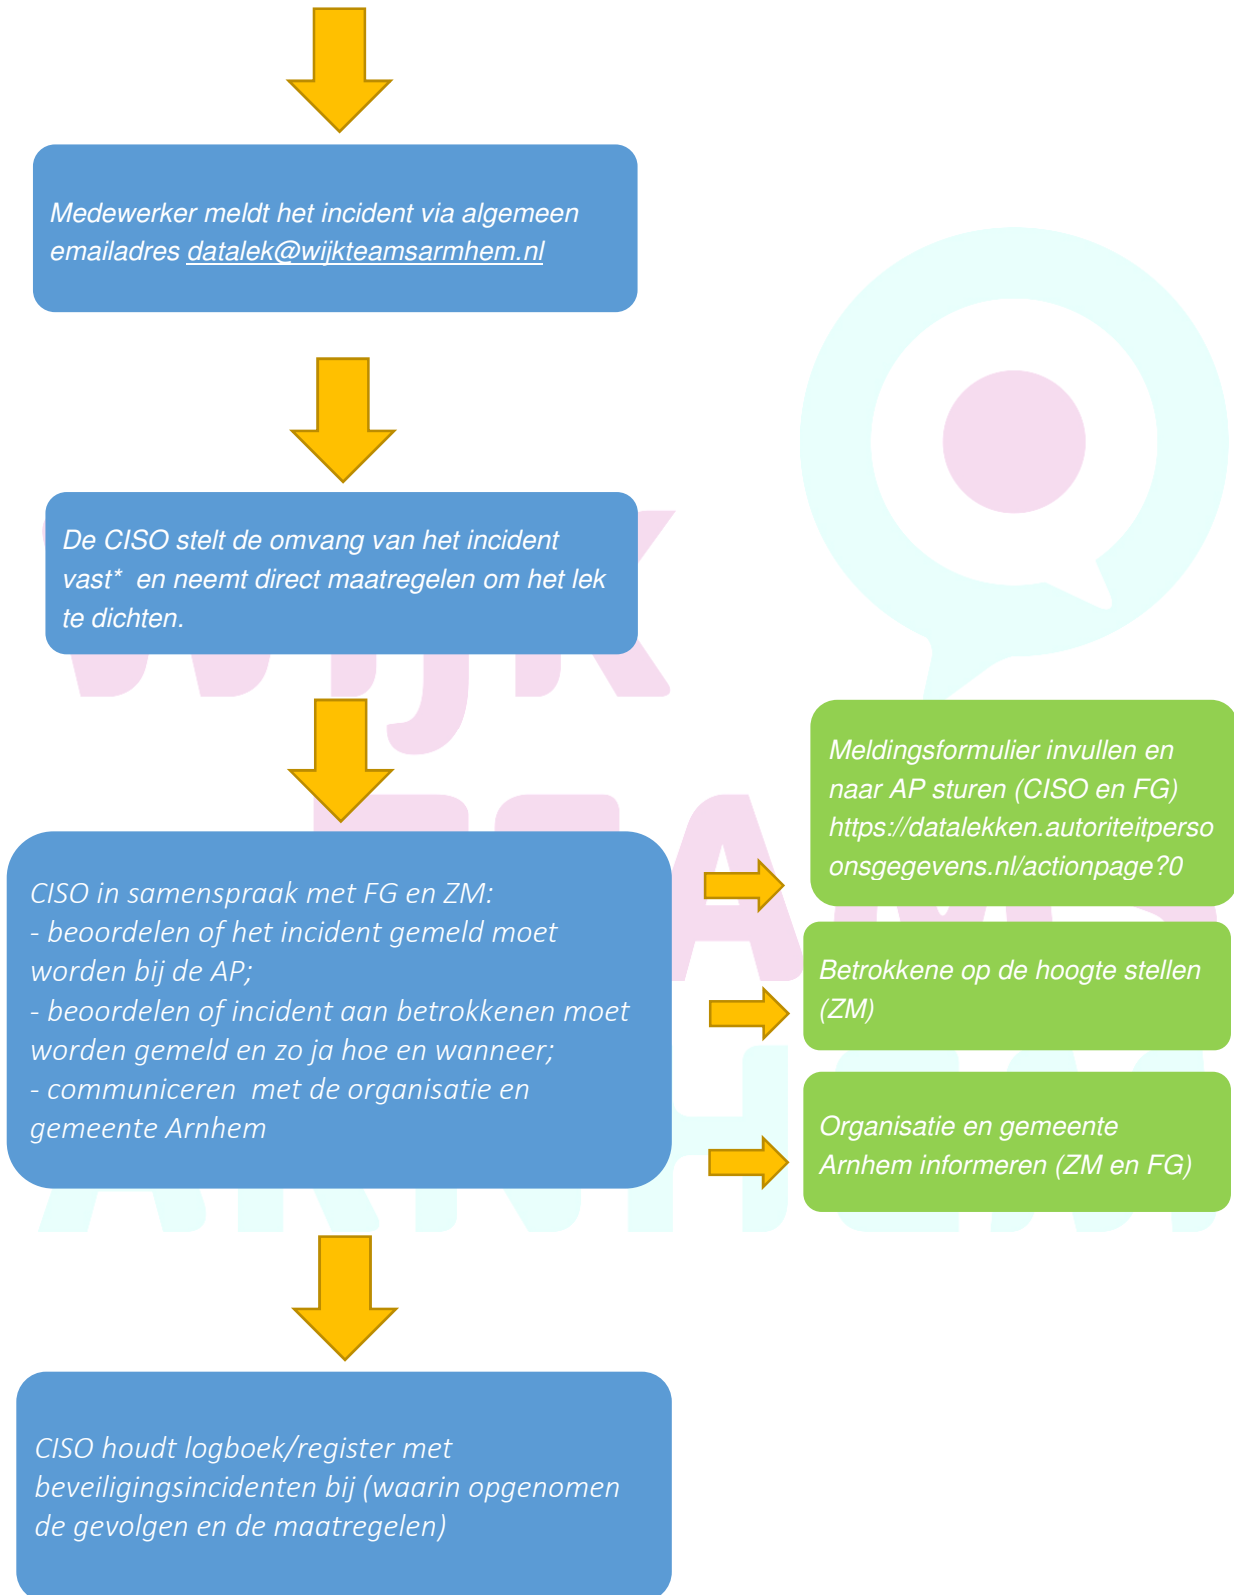 Medewerker meldt het incident via algemeen
emailadres datalek@wijkteamsarmhem.nl
De CISO stelt de omvang van het incident
vast* en neemt direct maatregelen om het lek
te dichten.
CISO in samenspraak met FG en ZM:
- beoordelen of het incident gemeld moet
worden bij de AP;
- beoordelen of incident aan betrokkenen moet
worden gemeld en zo ja hoe en wanneer;
- communiceren met de organisatie en
gemeente Arnhem
Meldingsformulier invullen en
naar AP sturen (CISO en FG)
https://datalekken.autoriteitperso
onsgegevens.nl/actionpage?0
Betrokkene op de hoogte stellen
(ZM)
Organisatie en gemeente
Arnhem informeren (ZM en FG)
CISO houdt logboek/register met
beveiligingsincidenten bij (waarin opgenomen
de gevolgen en de maatregelen)
WIJK
TEAMS
ARNHEM